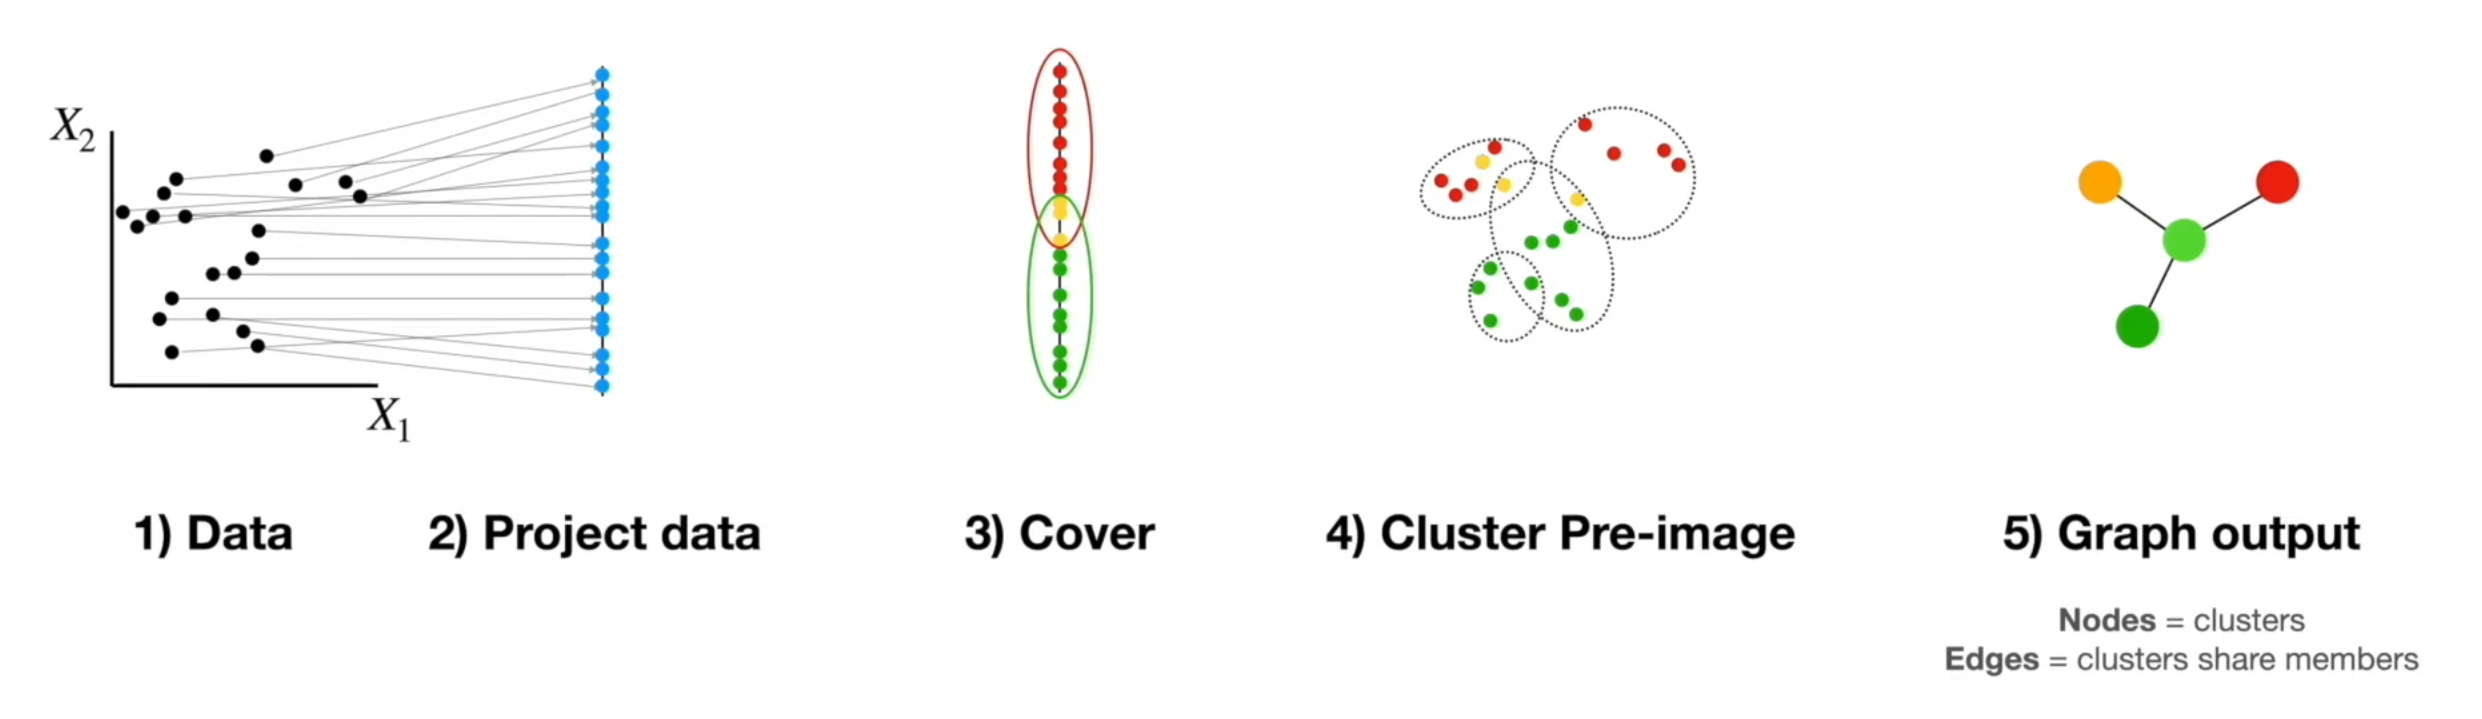 X2
X1
1) Data
2) Project data
3) Cover
4) Cluster Pre-image
5) Graph output
Nodes = clusters
Edges = clusters share members